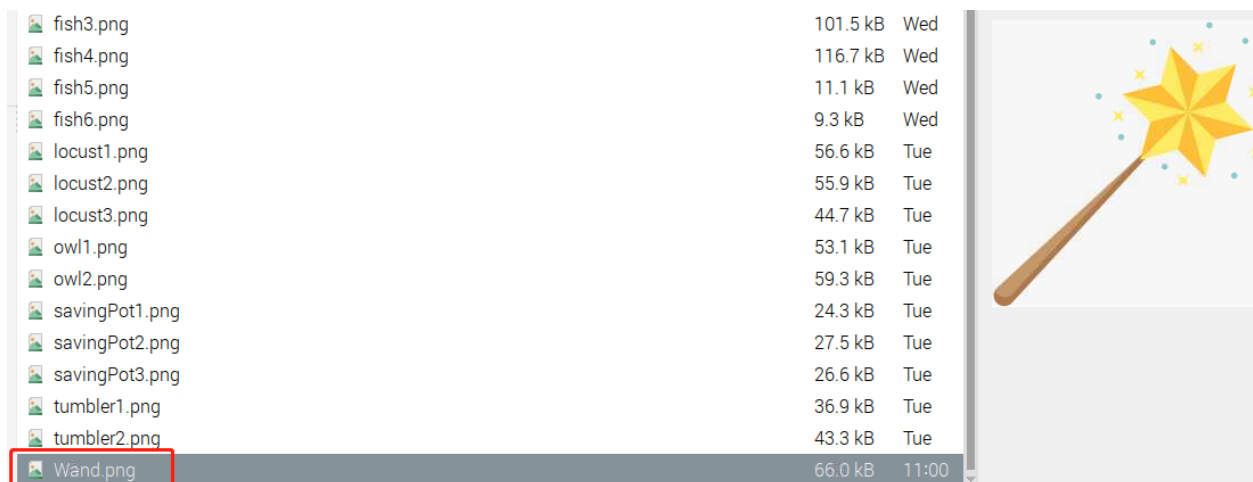 fish3.png 101.5 kB Wed
fish4.png 116.7 kB Wed
fish5.png 11.1 kB Wed
fish6.png 9.3 kB Wed
locust1.png 56.6 kB Tue
locust2.png 55.9 kB Tue
locust3.png 44.7 kB Tue
owl1.png 53.1 kB Tue
owl2.png 59.3 kB Tue
savingPot1.png 24.3 kB Tue
savingPot2.png 27.5 kB Tue
savingPot3.png 26.6 kB Tue
tumbler1.png 36.9 kB Tue
tumbler2.png 43.3 kB Tue
Wand.png 66.0 kB 11:00